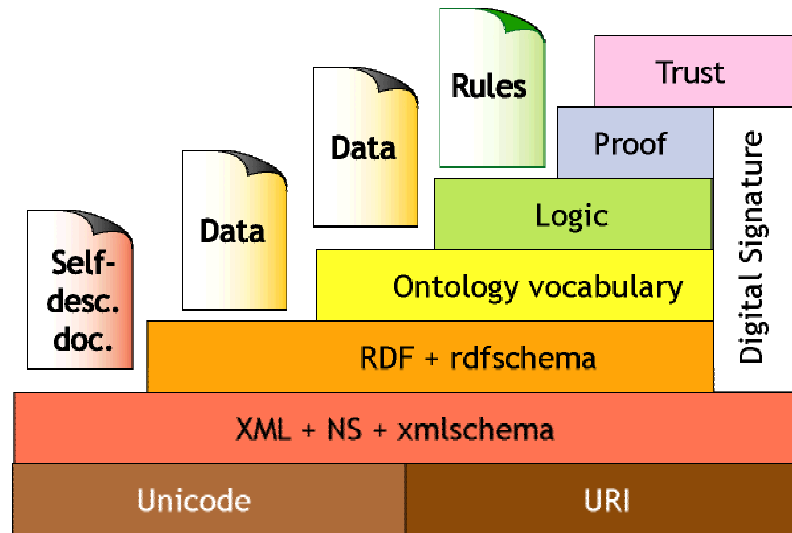 Rules
Trust
Data
Proof
Data
Logic
Self-
desc.
doc.
Ontology vocabulary
Digital Signature
RDF + rdfschema
XML + NS + xmlschema
Unicode
URI